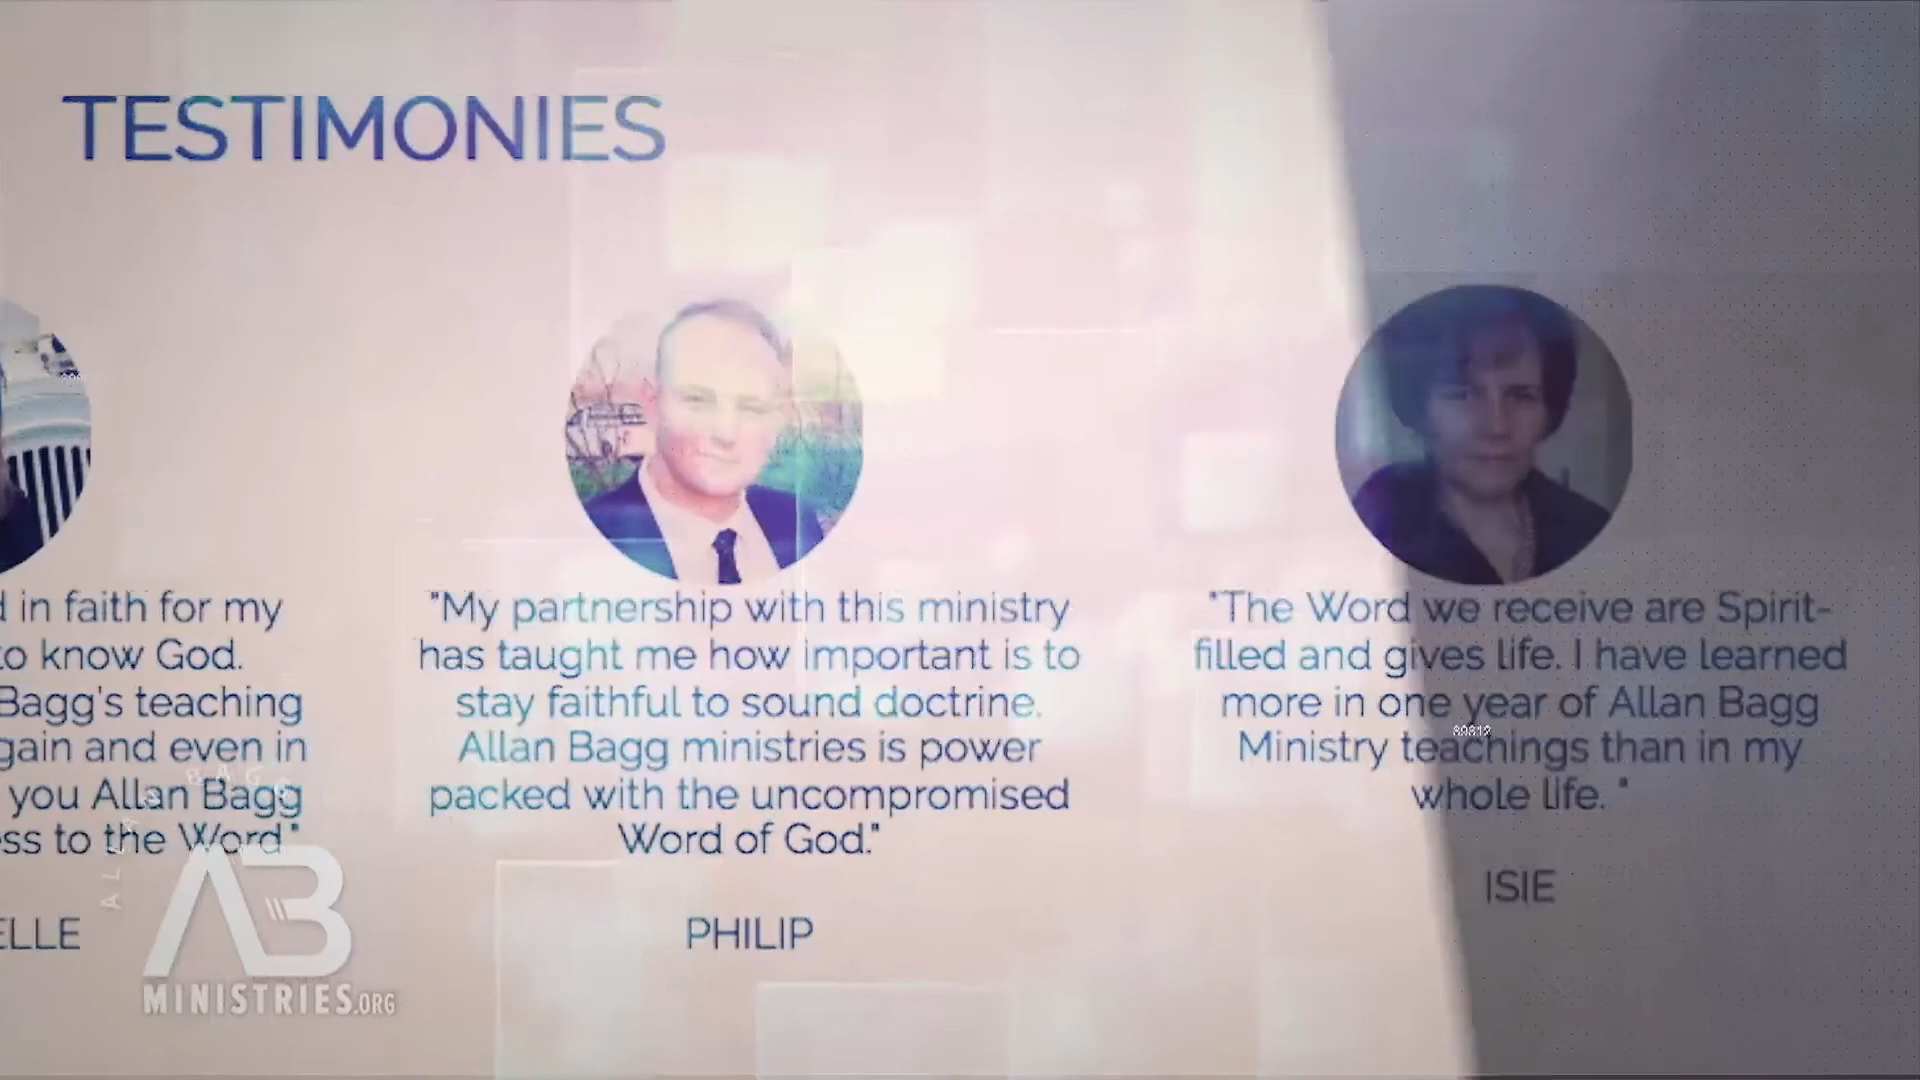 TESTIMONIES
in faith for my
to know God.
Bagg's teaching
and even in
you Allan Bagg
to the Word"
"My partnership with this ministry
has taught me how important is to
stay faithful to sound doctrine.
Allan Bagg ministries is power
packed with the uncompromised
Word of God."
PHILIP
"The Word we receive are Spirit-
filled and gives life. I have learned
more in one year of Allan Bagg
Ministry teachings than in my
whole life. "
ISIE
89812
ALLAN BAGG
AB
MINISTRIES.ORG